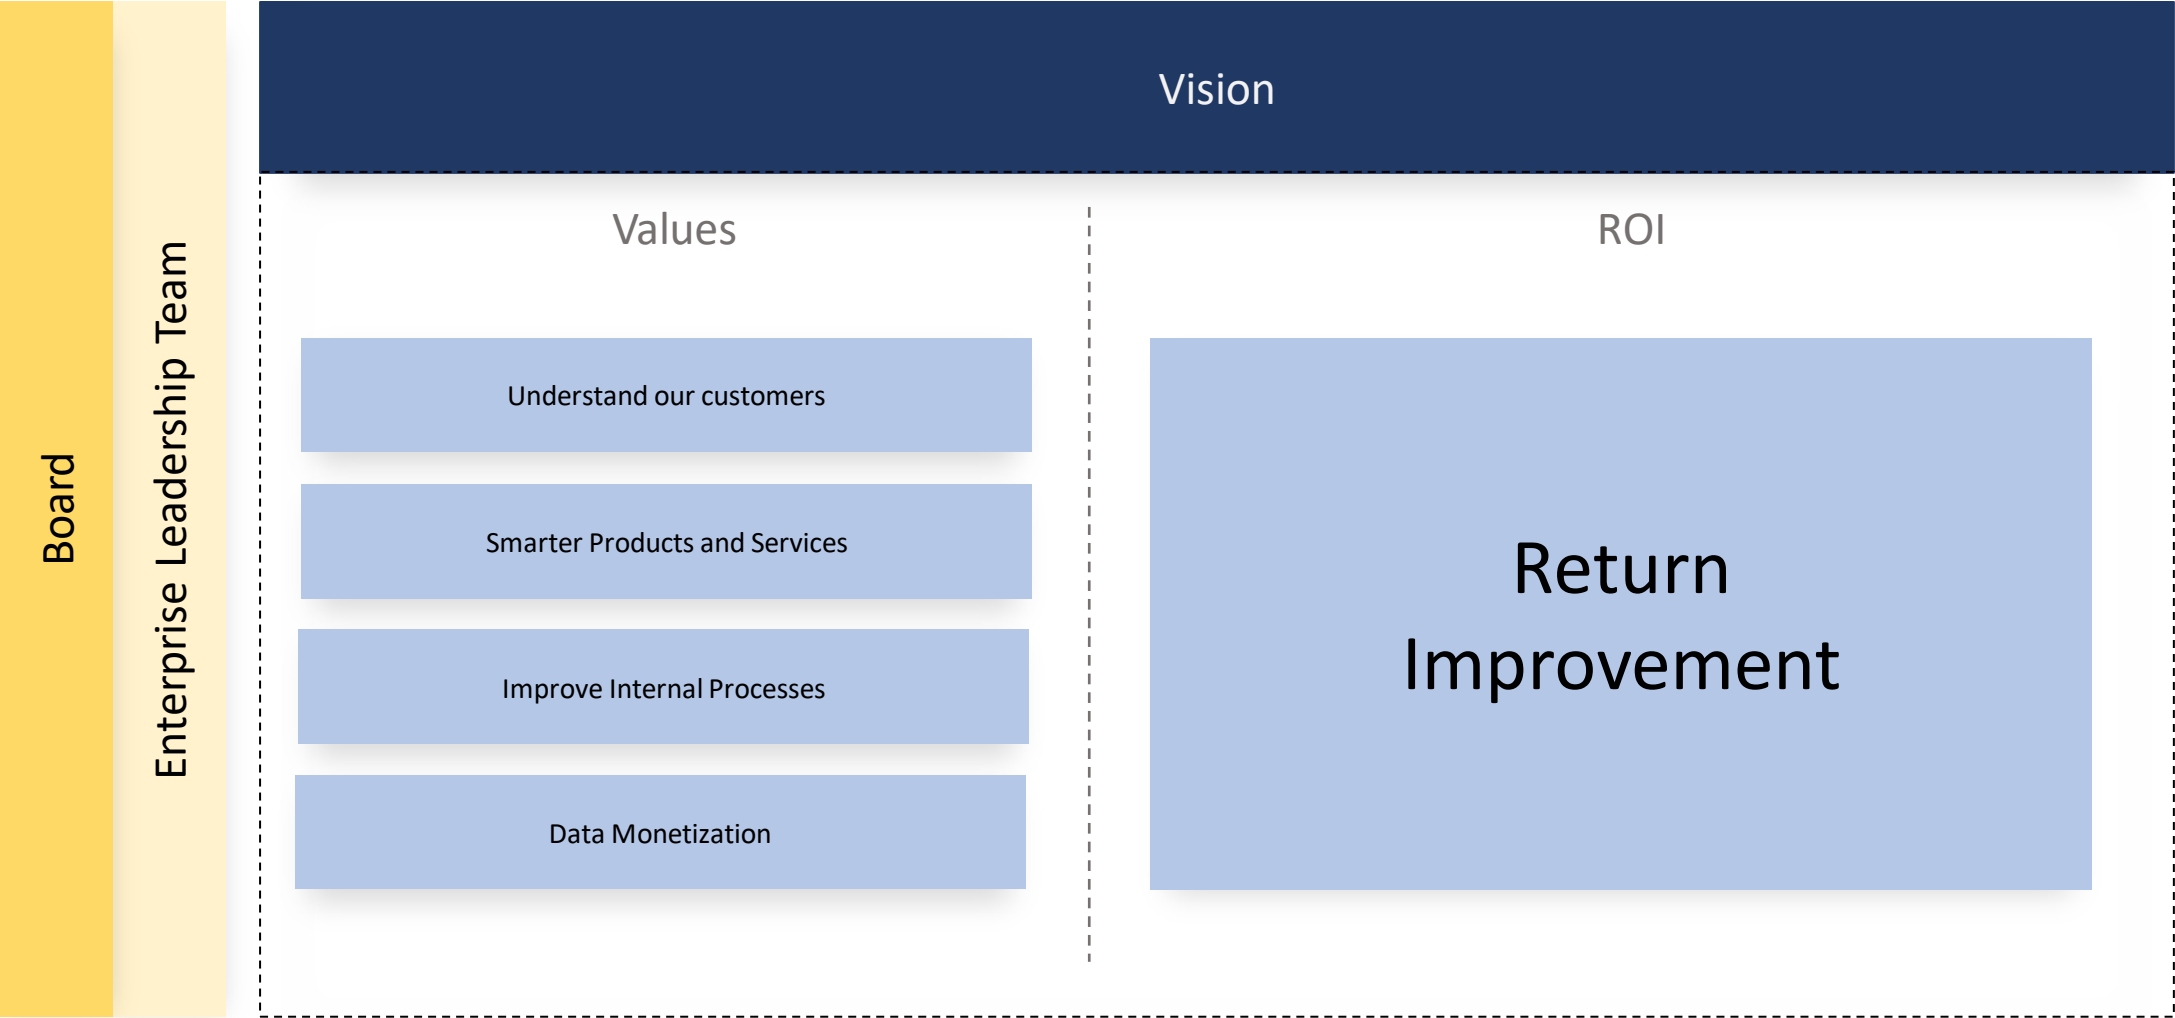 Board
Enterprise Leadership Team
Vision
Values
Understand our customers
Smarter Products and Services
Improve Internal Processes
Data Monetization
ROI
Return
Improvement